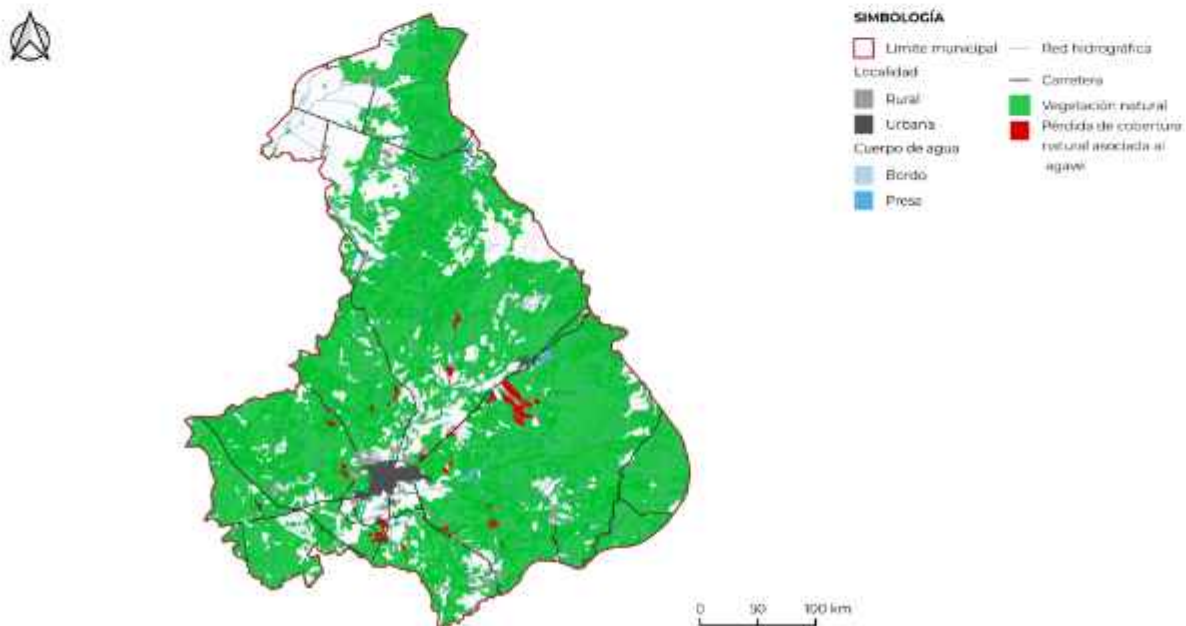 SIMBOLOGÍA
Límite municipal
Red hidrográfica
Localidad
Carretera
Rural
Vegetación natural
Urbana
Pérdida de cobertura
natural asociada al
agave
Cuerpo de agua
Bordo
Presa
0 50 100 km